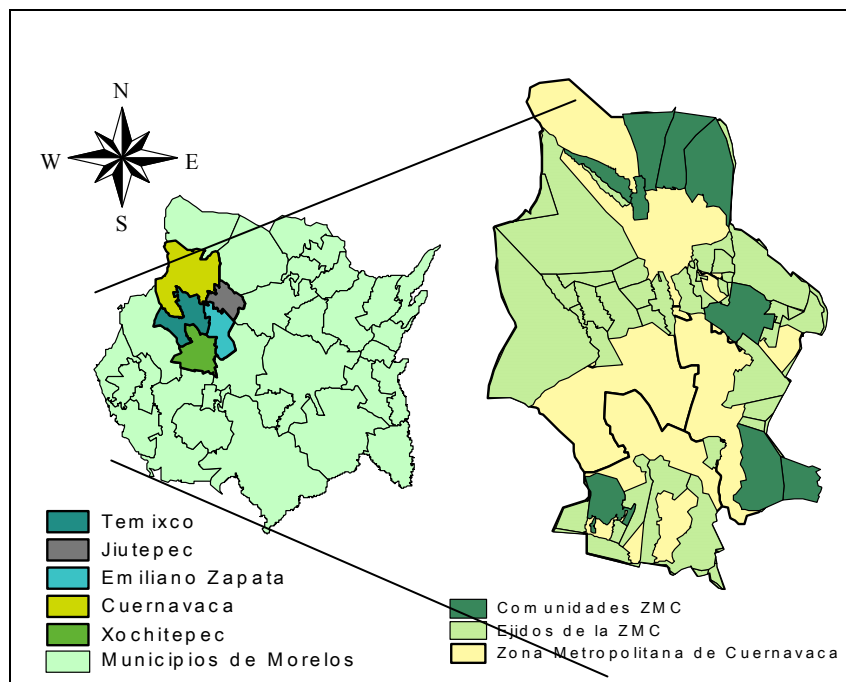 N
W E
S
Temixco
Jiutepec
Emiliano Zapata
Cuernavaca
Xochitepec
Municipios de Morelos
Comunidades ZMC
Ejidos de la ZMC
Zona Metropolitana de Cuernavaca